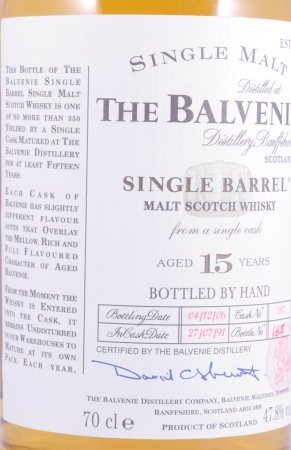 EST
SINGLE MALT
Distilled at
THE BALVENIE
Distillery, Banffshire
SCOTLAND
THIS BOTTLE OF THE
BALVENIE SINGLE
BARREL SINGLE MALT
SCOTCH WHISKY IS ONE
OF NO MORE THAN 350
YIELDED BY A SINGLE
CASK MATURED AT THE
BALVENIE DISTILLERY
FOR AT LEAST FIFTEEN
YEARS.
EACH CASK OF
BALVENIE HAS SLIGHTLY
DIFFERENT FLAVOUR
NOTES THAT OVERLAY
THE MELLOW, RICH AND
FULL FLAVOURED
CHARACTER OF AGED
BALVENIE.
FROM THE MOMENT THE
WHISKY IS ENTERED
INTO THE CASK, IT
REMAINS UNDISTURBED
IN OUR WAREHOUSES TO
MATURE AT ITS OWN
PACE. EACH YEAR,
SINGLE BARREL
MALT SCOTCH WHISKY
from a single cask
AGED 15 YEARS
BOTTLED BY HAND
Bottling Date 04/12/06 Cask No
In Cask Date 27/07/91 Bottle No 165
CERTIFIED BY THE BALVENIE DISTILLERY
THE BALVENIE DISTILLERY COMPANY, BALVENIE MALTINGS,
BANFFSHIRE, SCOTLAND AB55 4BB
70 cl e PRODUCT OF SCOTLAND 47.8% vol